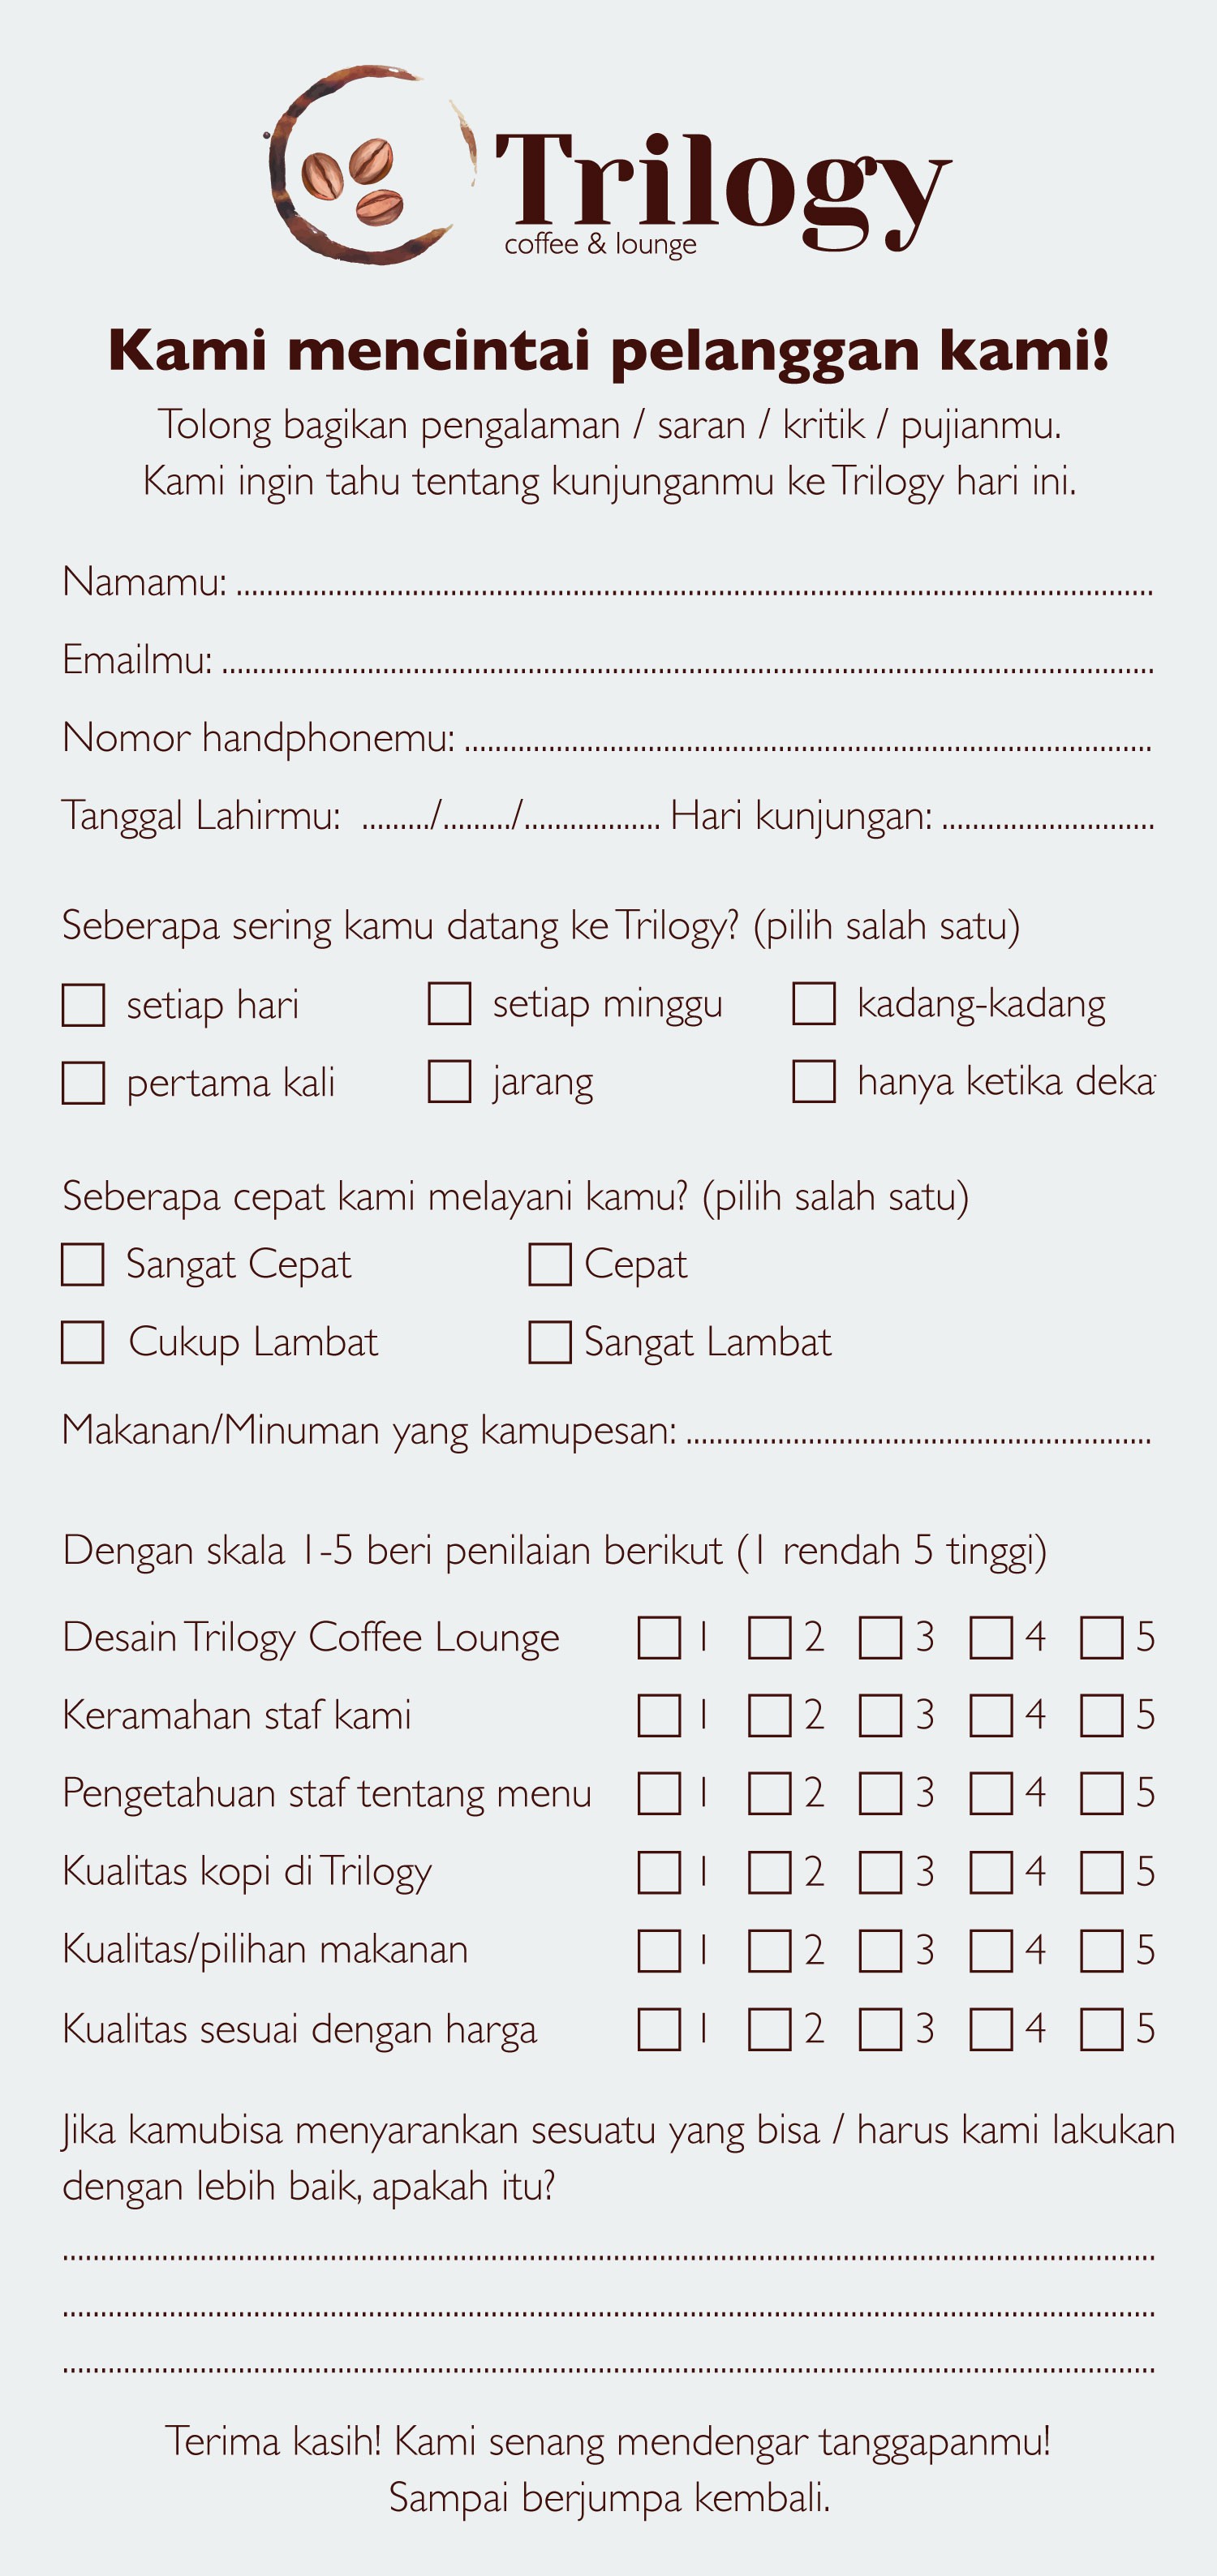 Trilogy
coffee & lounge
Kami mencintai pelanggan kami!
Tolong bagikan pengalaman / saran / kritik / pujianmu.
Kami ingin tahu tentang kunjunganmu ke Trilogy hari ini.
Namamu: ........................................................................
Emailmu: ........................................................................
Nomor handphonemu: ........................................................
Tanggal Lahirmu: ........./........./.................. Hari kunjungan: ............................
Seberapa sering kamu datang ke Trilogy? (pilih salah satu)
setiap hari setiap minggu kadang-kadang
pertama kali jarang hanya ketika
Seberapa cepat kami melayani kamu? (pilih salah satu)
Sangat Cepat Cepat
Cukup Lambat Sangat Lambat
Makanan/Minuman yang kamupesan: ............................................................
Dengan skala 1-5 beri penilaian berikut (1 rendah 5 tinggi)
Desain Trilogy Coffee Lounge 1 2 3 4 5
Keramahan staf kami 1 2 3 4 5
Pengetahuan staf tentang menu 1 2 3 4 5
Kualitas kopi di Trilogy 1 2 3 4 5
Kualitas/pilihan makanan 1 2 3 4 5
Kualitas sesuai dengan harga 1 2 3 4 5
Jika kamubisa menyarankan sesuatu yang bisa / harus kami lakukan
dengan lebih baik, apakah itu?
........................................................................
........................................................................
........................................................................
Terima kasih! Kami senang mendengar tanggapanmu!
Sampai berjumpa kembali.